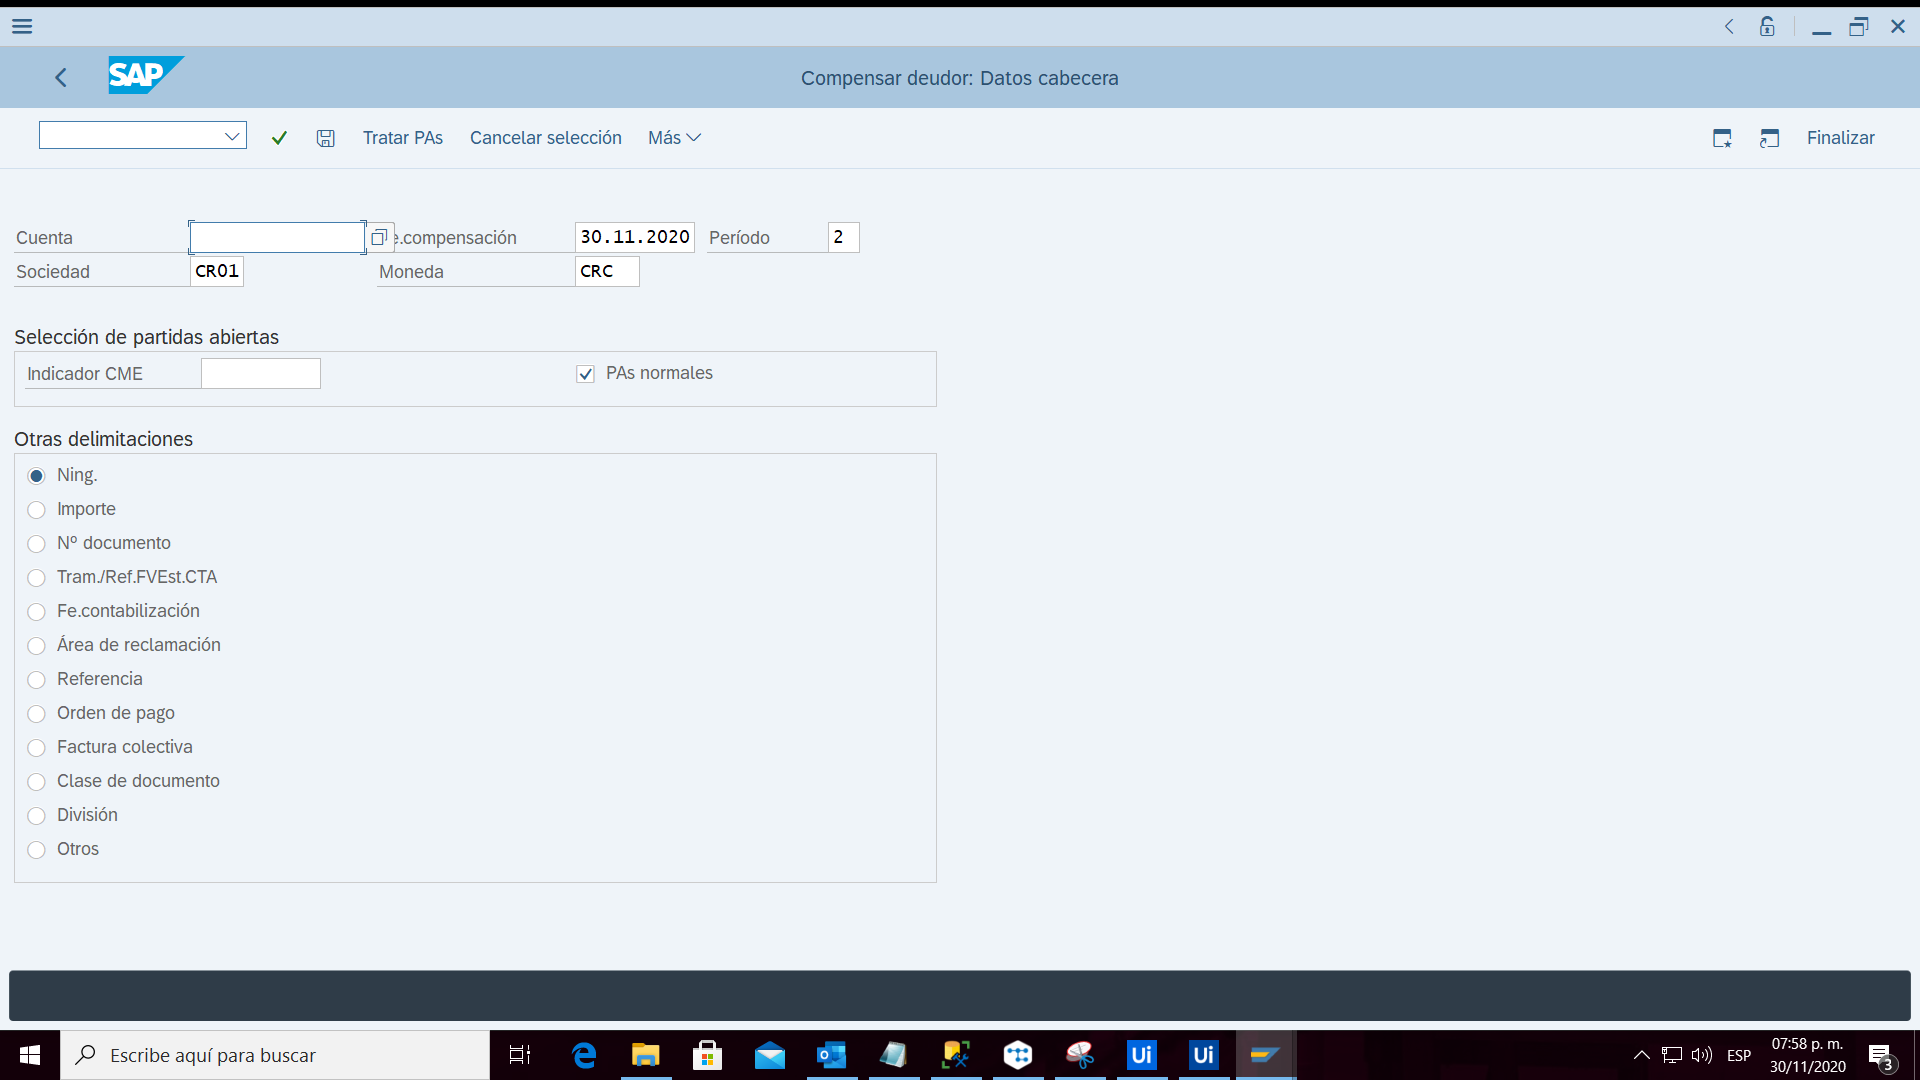 SAP
Compensar deudor: Datos cabecera
Tratar PAs Cancelar selección Más Finalizar
Cuenta e.compensación 30.11.2020 Período 2
Sociedad CR01 Moneda CRC
Selección de partidas abiertas
Indicador CME PAs normales
Otras delimitaciones
Ning.
Importe
Nº documento
Tram./Ref.FVEst.CTA
Fe.contabilización
Área de reclamación
Referencia
Orden de pago
Factura colectiva
Clase de documento
División
Otros
Escribe aquí para buscar
Ui Ui
ESP
07:58 p. m.
30/11/2020
3